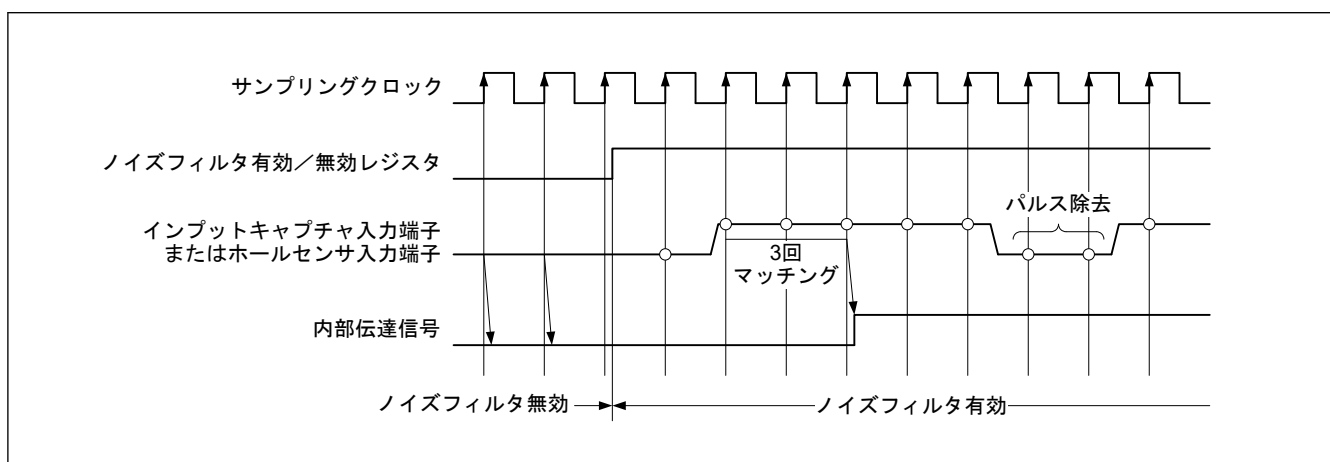 サンプリングクロック
ノイズフィルタ有効／無効レジスタ
インプットキャプチャ入力端子
またはホールセンサ入力端子
パルス除去
3回
マッチング
内部伝達信号
ノイズフィルタ無効
ノイズフィルタ有効